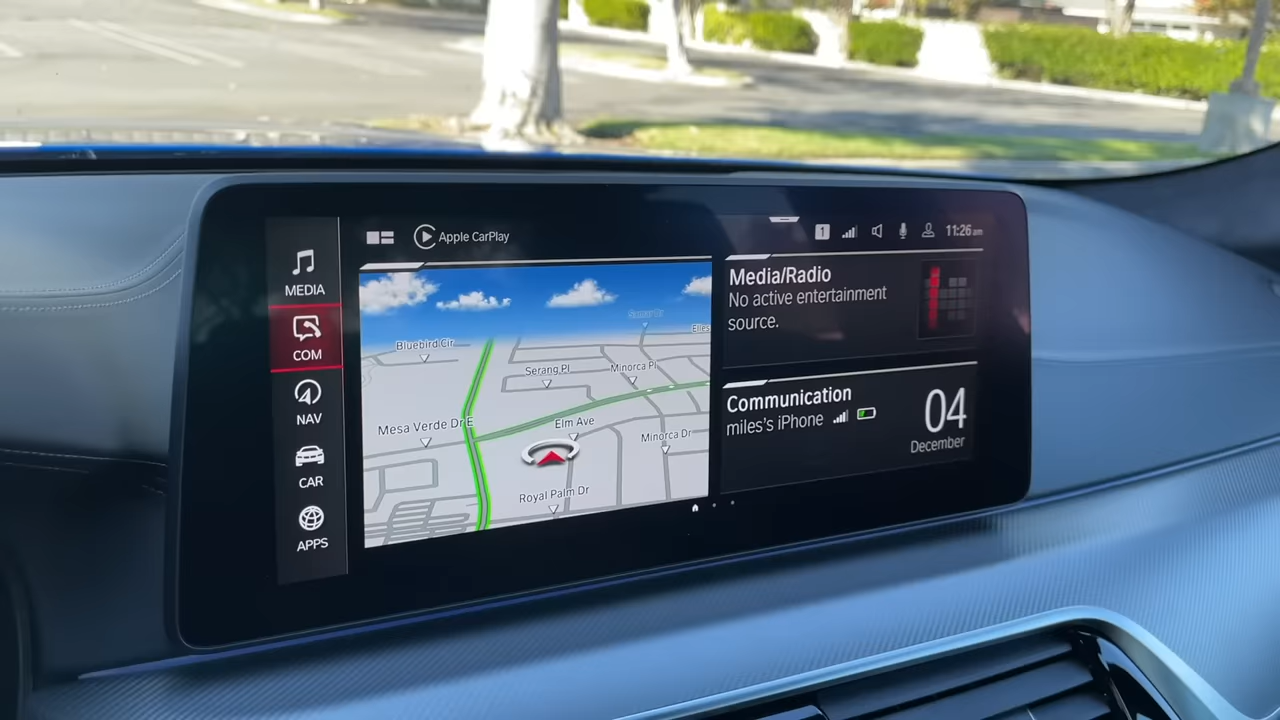 MEDIA
COM
NAV
CAR
APPS
Apple CarPlay
1
11:26 am
Bluebird Cir
Serang Pl
Minorca Pl
Mesa Verde Dr E
Elm Ave
Minorca Dr
Royal Palm Dr
Media/Radio
No active entertainment
source.
Communication
miles's iPhone
04
December